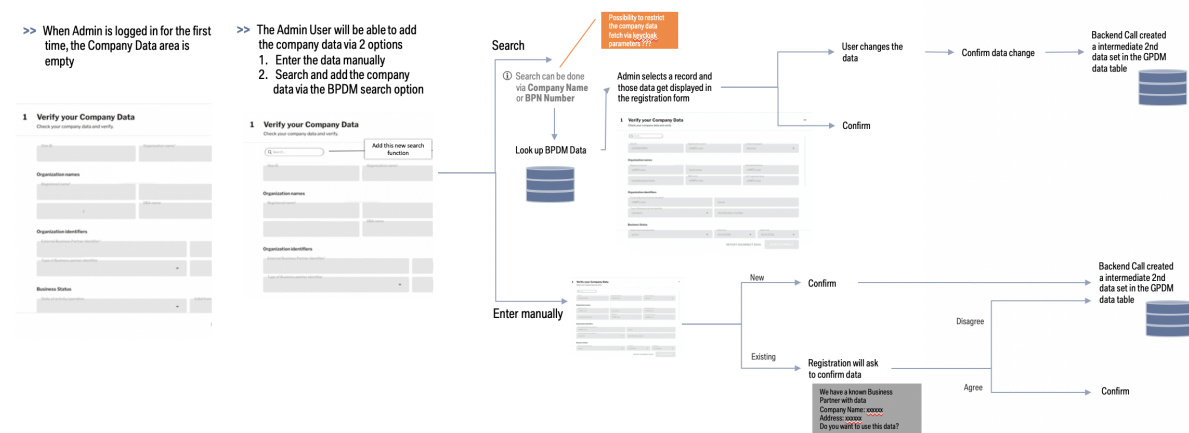 >> When Admin is logged in for the first
time, the Company Data area is
empty
1 Verify your Company Data
Check your company data and verify.
Organization names
Organization identifiers
Business Status
>> The Admin User will be able to add
the company data via 2 options
1. Enter the data manually
2. Search and add the company
data via the BPDM search option
1 Verify your Company Data
Check your company data and verify.
Search...
Add this new search
function
Organization names
Organization identifiers
Search
Possibility to restrict
the company data
fetch via keycloak
parameters ???
Search can be done
via Company Name
or BPN Number
Look up BPDM Data
Admin selects a record and
those data get displayed in
the registration form
1 Verify your Company Data
Organization names
Organization identifiers
Business Status
User changes the
data
Confirm data change
Backend Call created
a intermediate 2nd
data set in the GPDM
data table
Confirm
Enter manually
1 Verify your Company Data
New
Confirm
Backend Call created
a intermediate 2nd
data set in the GPDM
data table
Disagree
Existing
Registration will ask
to confirm data
Agree
Confirm
We have a known Business
Partner with data
Company Name: xxxxx
Address: xxxxx
Do you want to use this data?